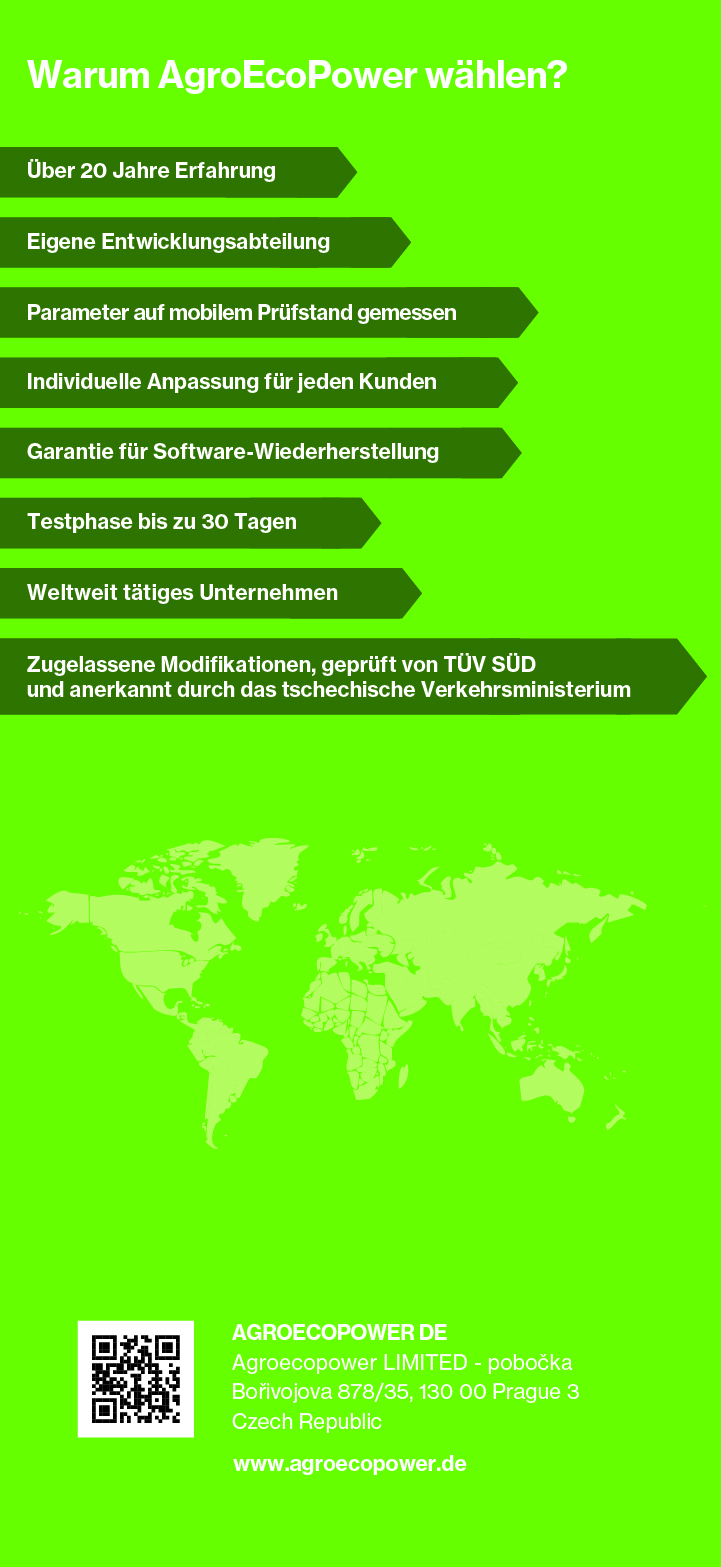 Warum AgroEcoPower wählen?
Über 20 Jahre Erfahrung
Eigene Entwicklungsabteilung
Parameter auf mobilem Prüfstand gemessen
Individuelle Anpassung für jeden Kunden
Garantie für Software-Wiederherstellung
Testphase bis zu 30 Tagen
Weltweit tätiges Unternehmen
Zugelassene Modifikationen, geprüft von TÜV SÜD
und anerkannt durch das tschechische Verkehrsministerium
AGROECOPOWER DE
Agroecopower LIMITED - pobočka
Bořivojova 878/35, 130 00 Prague 3
Czech Republic
www.agroecopower.de